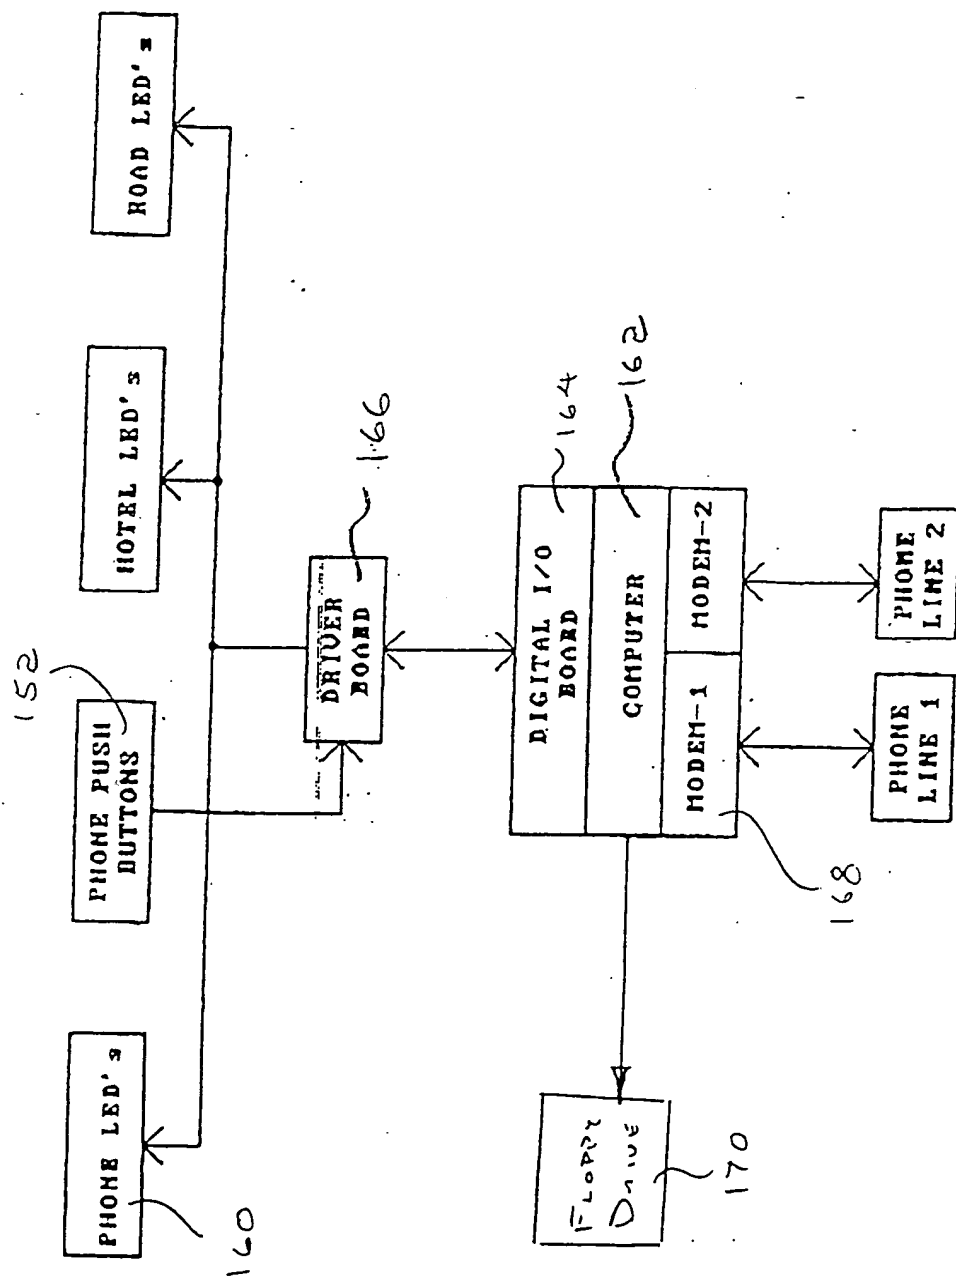 160
PHONE LED's
152
PHONE PUSH
BUTTONS
HOTEL LED's
ROAD LED's
DRIVER
BOARD
166
170
FLOPPY
DRIVE
DIGITAL I/O
BOARD
164
COMPUTER
162
168
MODEM-1
MODEM-2
PHONE
LINE 1
PHONE
LINE 2